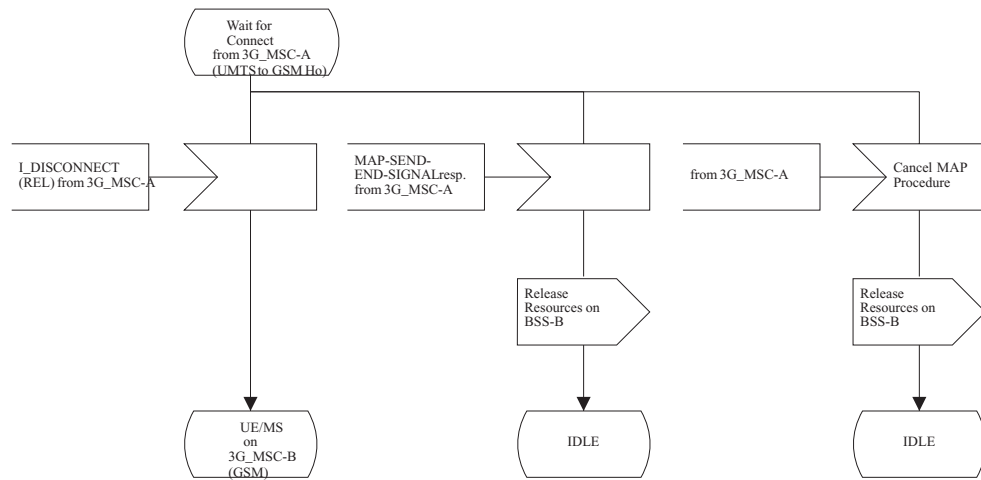 Wait for
Connect
from 3G_MSC-A
(UMTS to GSM Ho)
I_DISCONNECT
(REL) from 3G_MSC-A
MAP-SEND-
END-SIGNALresp.
from 3G_MSC-A
from 3G_MSC-A
Cancel MAP
Procedure
Release
Resources on
BSS-B
Release
Resources on
BSS-B
UE/MS
on
3G_MSC-B
(GSM)
IDLE
IDLE